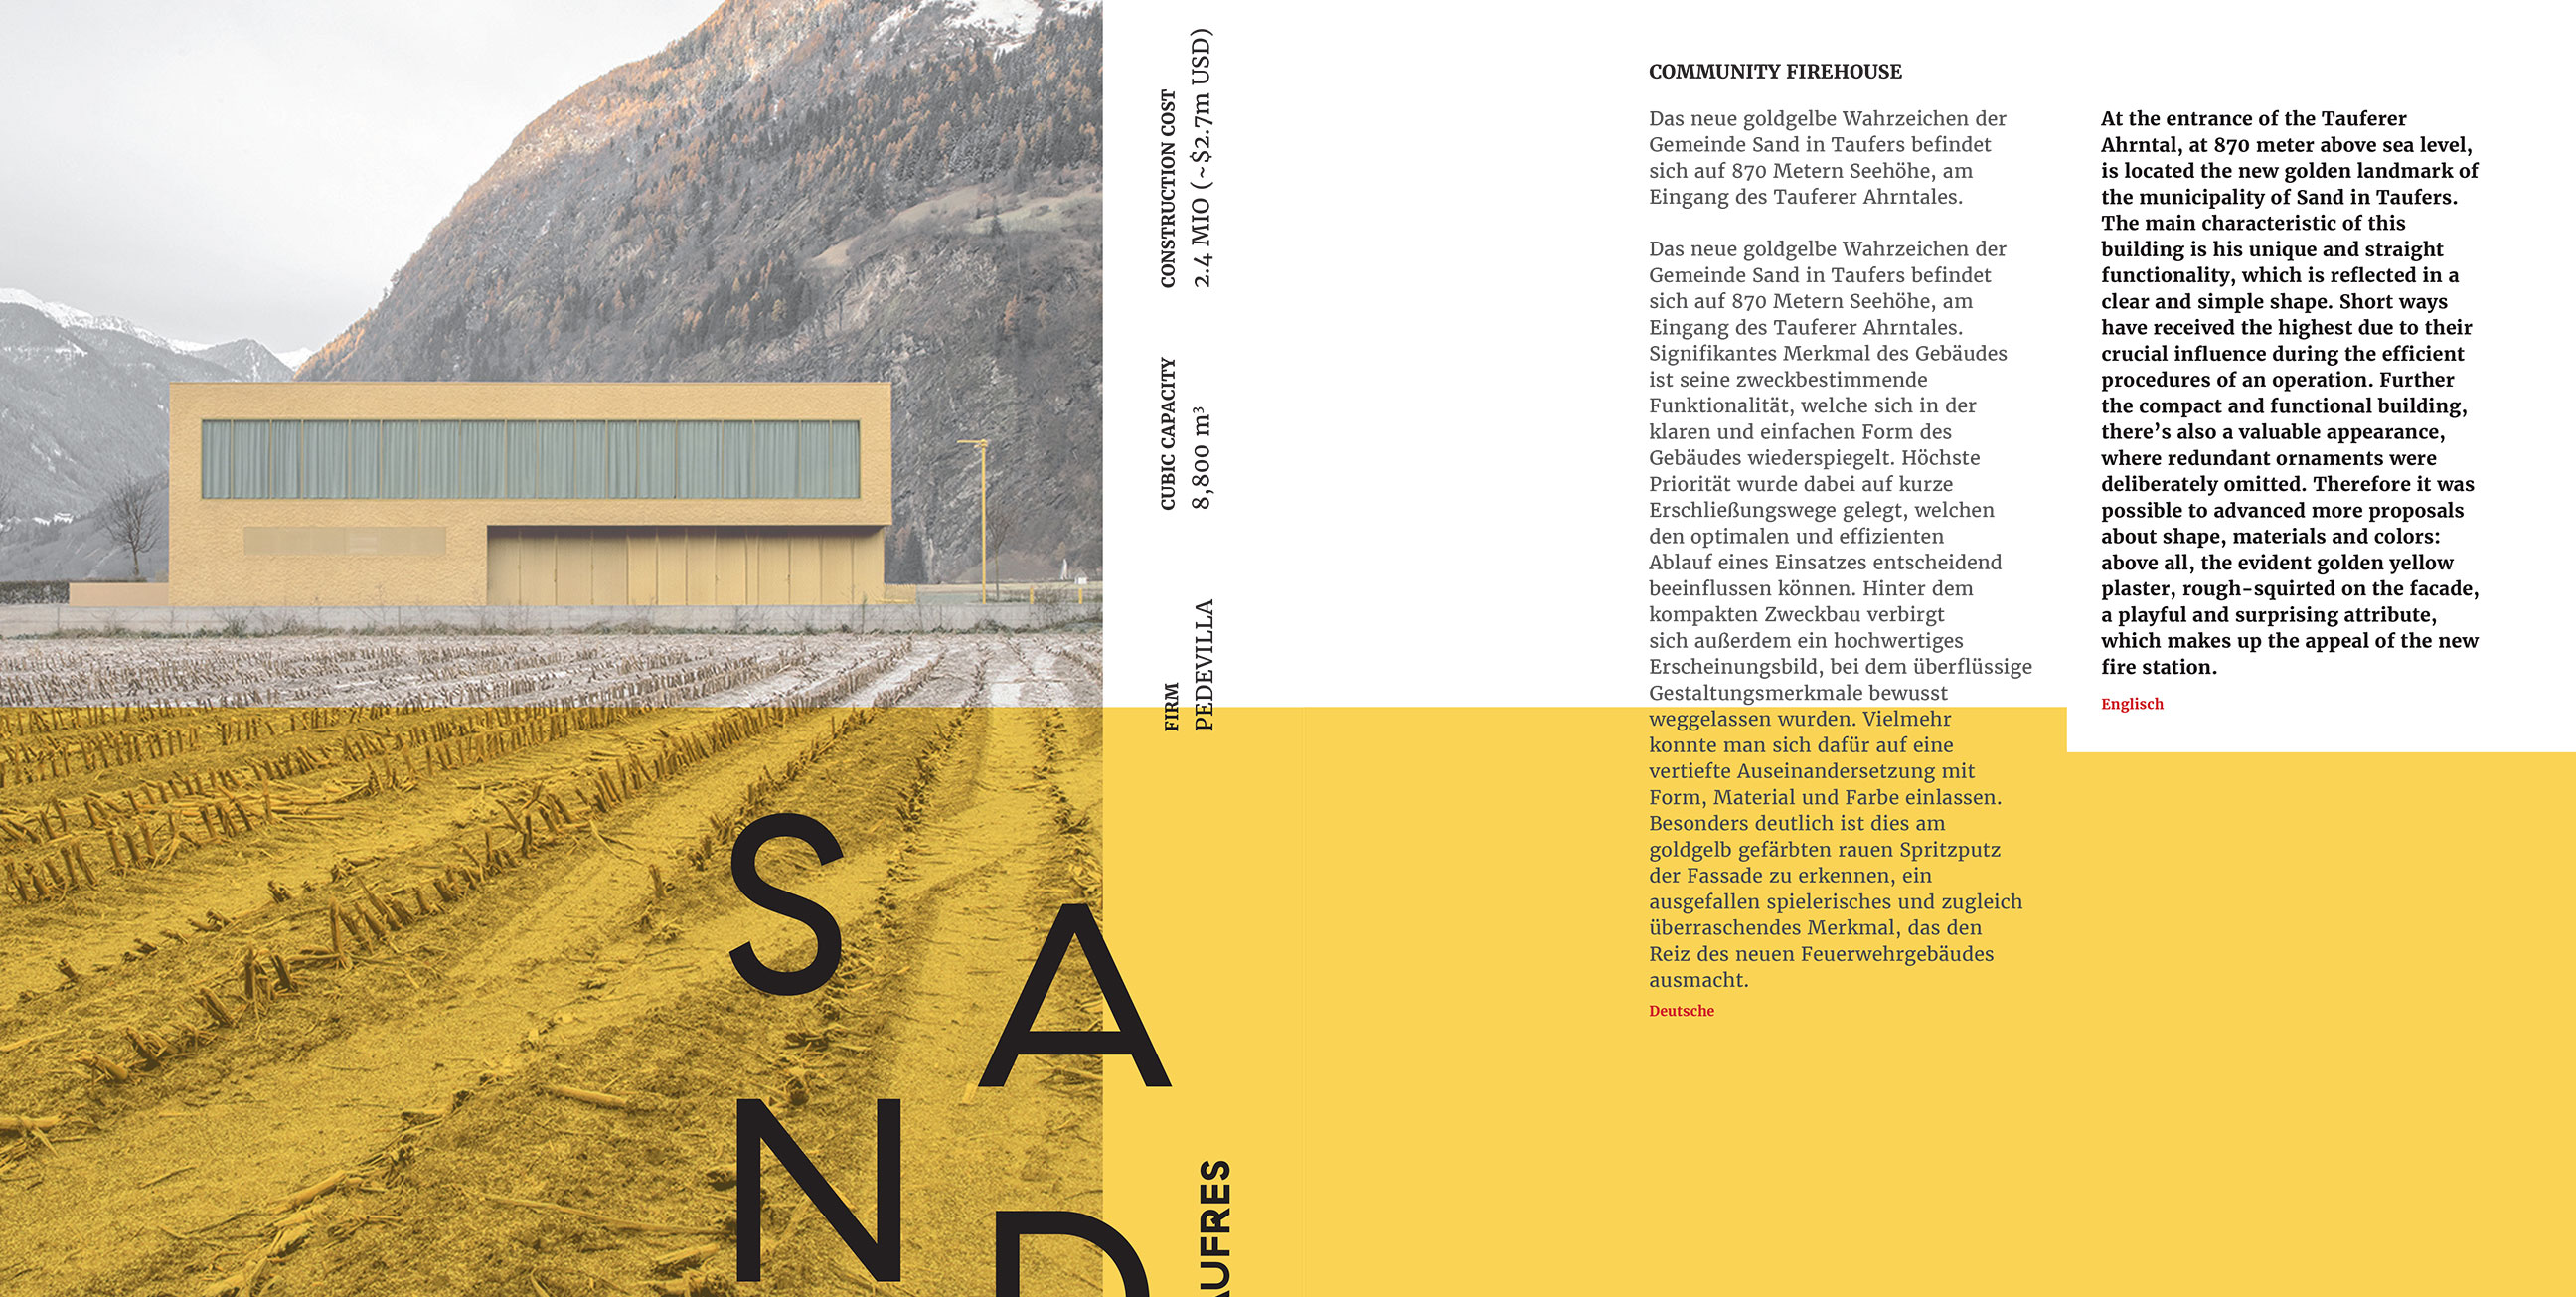 CONSTRUCTION COST
2.4 MIO (~$2.7m USD)
CUBIC CAPACITY
8,800 m³
FIRM
PEDEVILLA
S
A
N
D
AUFRES
COMMUNITY FIREHOUSE
Das neue goldgelbe Wahrzeichen der
Gemeinde Sand in Taufers befindet
sich auf 870 Metern Seehöhe, am
Eingang des Tauferer Ahrntales.
Das neue goldgelbe Wahrzeichen der
Gemeinde Sand in Taufers befindet
sich auf 870 Metern Seehöhe, am
Eingang des Tauferer Ahrntales.
Signifikantes Merkmal des Gebäudes
ist seine zweckbestimmende
Funktionalität, welche sich in der
klaren und einfachen Form des
Gebäudes wiederspiegelt. Höchste
Priorität wurde dabei auf kurze
Erschließungswege gelegt, welchen
den optimalen und effizienten
Ablauf eines Einsatzes entscheidend
beeinflussen können. Hinter dem
kompakten Zweckbau verbirgt
sich außerdem ein hochwertiges
Erscheinungsbild, bei dem überflüssige
Gestaltungsmerkmale bewusst
weggelassen wurden. Vielmehr
konnte man sich dafür auf eine
vertiefte Auseinandersetzung mit
Form, Material und Farbe einlassen.
Besonders deutlich ist dies am
goldgelb gefärbten rauen Spritzputz
der Fassade zu erkennen, ein
ausgefallen spielerisches und zugleich
überraschendes Merkmal, das den
Reiz des neuen Feuerwehrgebäudes
ausmacht.
Deutsche
At the entrance of the Tauferer
Ahrntal, at 870 meter above sea level,
is located the new golden landmark of
the municipality of Sand in Taufers.
The main characteristic of this
building is his unique and straight
functionality, which is reflected in a
clear and simple shape. Short ways
have received the highest due to their
crucial influence during the efficient
procedures of an operation. Further
the compact and functional building,
there’s also a valuable appearance,
where redundant ornaments were
deliberately omitted. Therefore it was
possible to advanced more proposals
about shape, materials and colors:
above all, the evident golden yellow
plaster, rough-squirted on the facade,
a playful and surprising attribute,
which makes up the appeal of the new
fire station.
Englisch